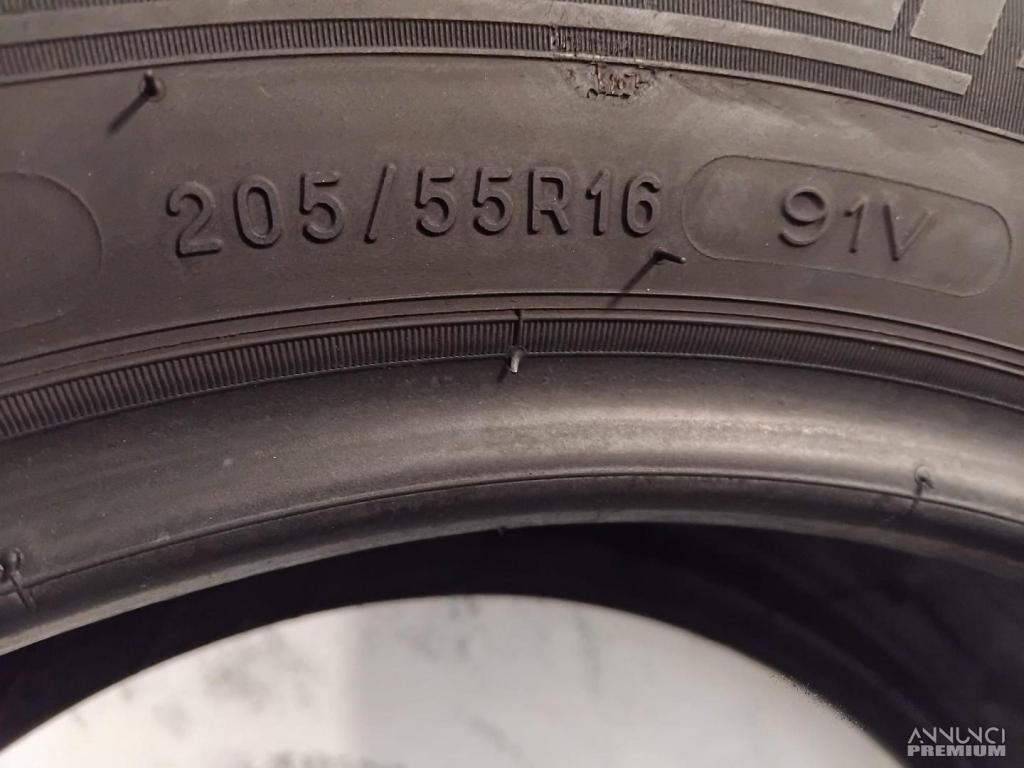 205/55R16 91V
ANNUNCI
PREMIUM